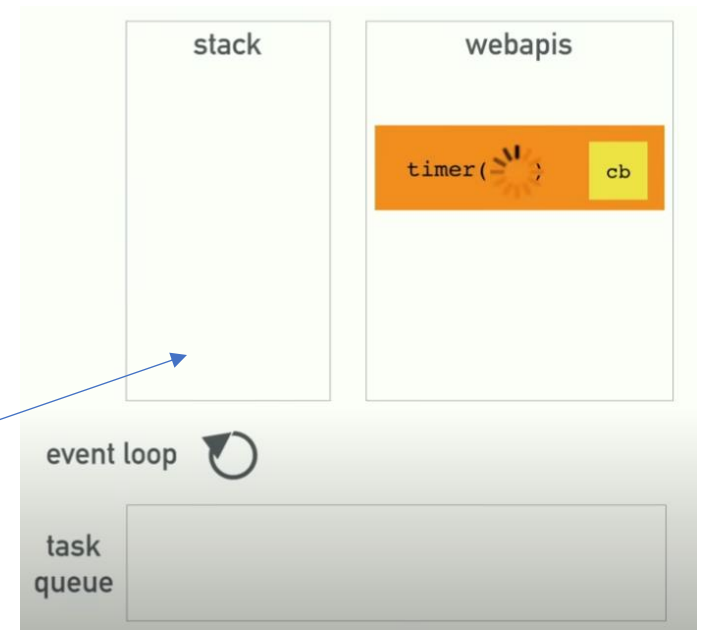 stack
webapis
timer( )
cb
event loop
task
queue